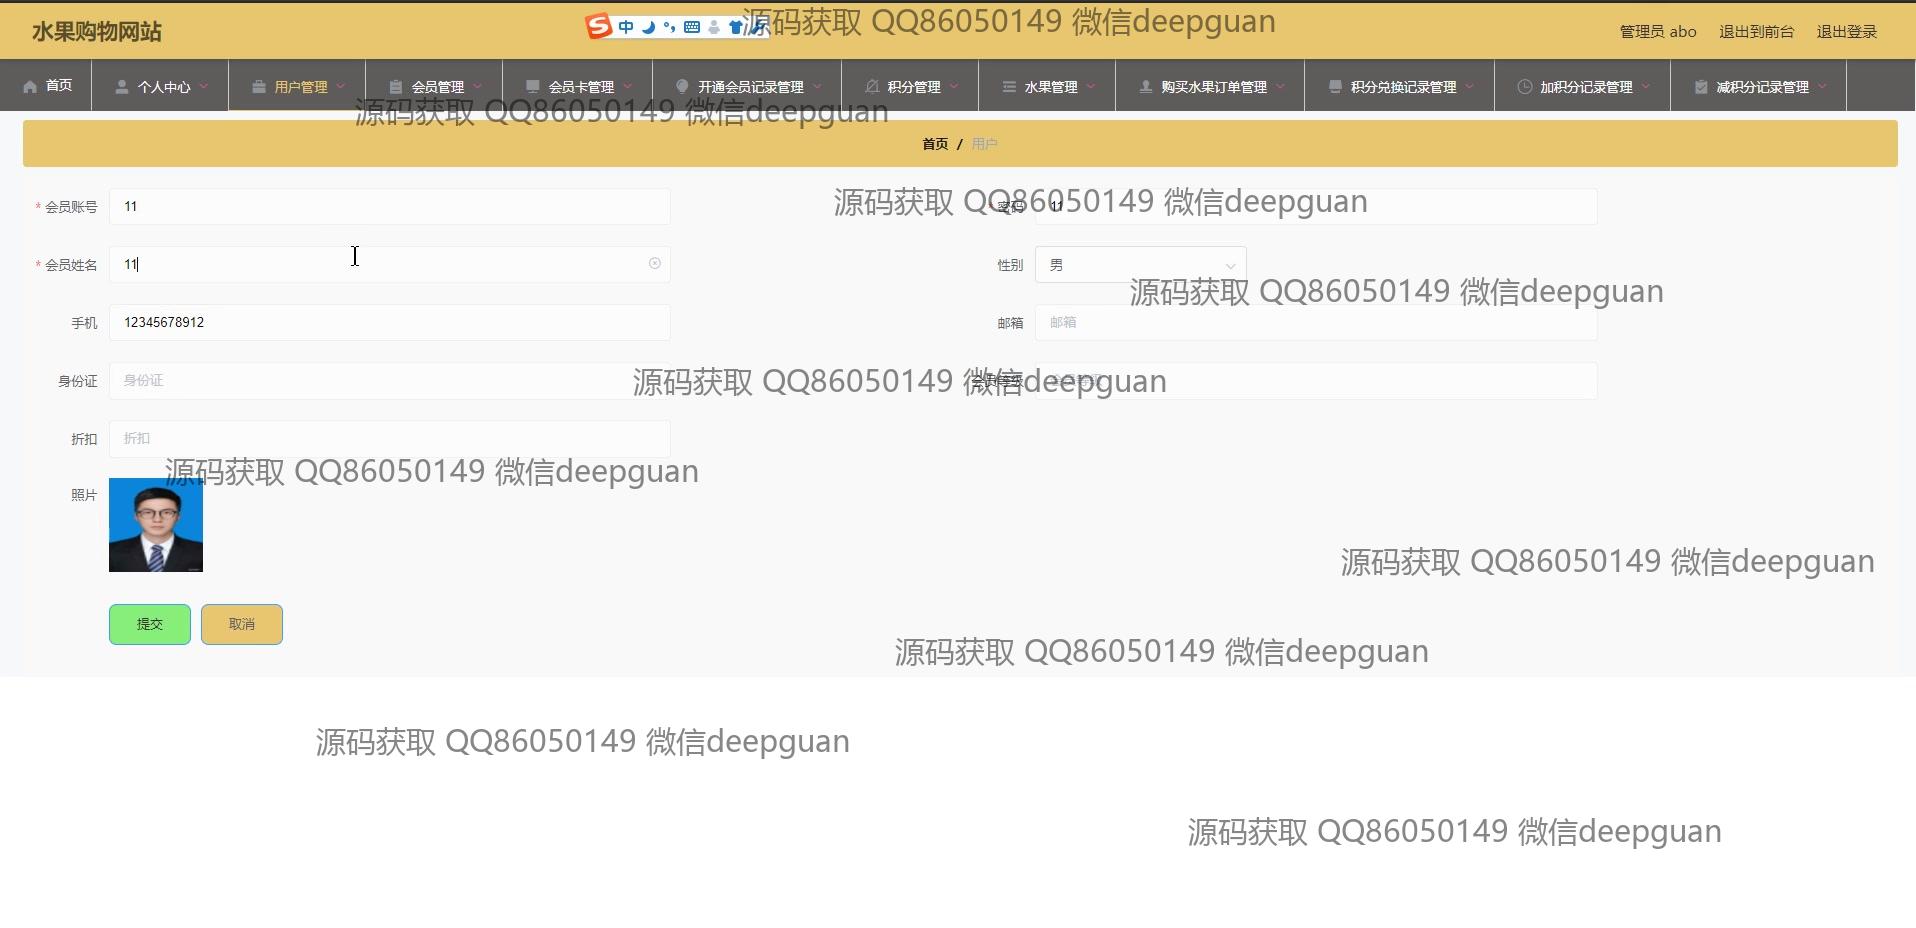 水果购物网站
中
源码获取 QQ86050149 微信deepguan
管理员 abo 退出到前台 退出登录
首页 个人中心 用户管理 会员管理 会员卡管理 开通会员记录管理 积分管理 水果管理 购买水果订单管理 积分兑换记录管理 加积分记录管理 减积分记录管理
源码获取 QQ86050149 微信deepguan
首页 / 用户
* 会员账号 11
* 密码 11
源码获取 QQ86050149 微信deepguan
* 会员姓名 11
性别 男
源码获取 QQ86050149 微信deepguan
手机 12345678912
邮箱 邮箱
身份证 身份证
会员等级 会员等级
源码获取 QQ86050149 微信deepguan
折扣 折扣
源码获取 QQ86050149 微信deepguan
照片
源码获取 QQ86050149 微信deepguan
提交 取消
源码获取 QQ86050149 微信deepguan
源码获取 QQ86050149 微信deepguan
源码获取 QQ86050149 微信deepguan